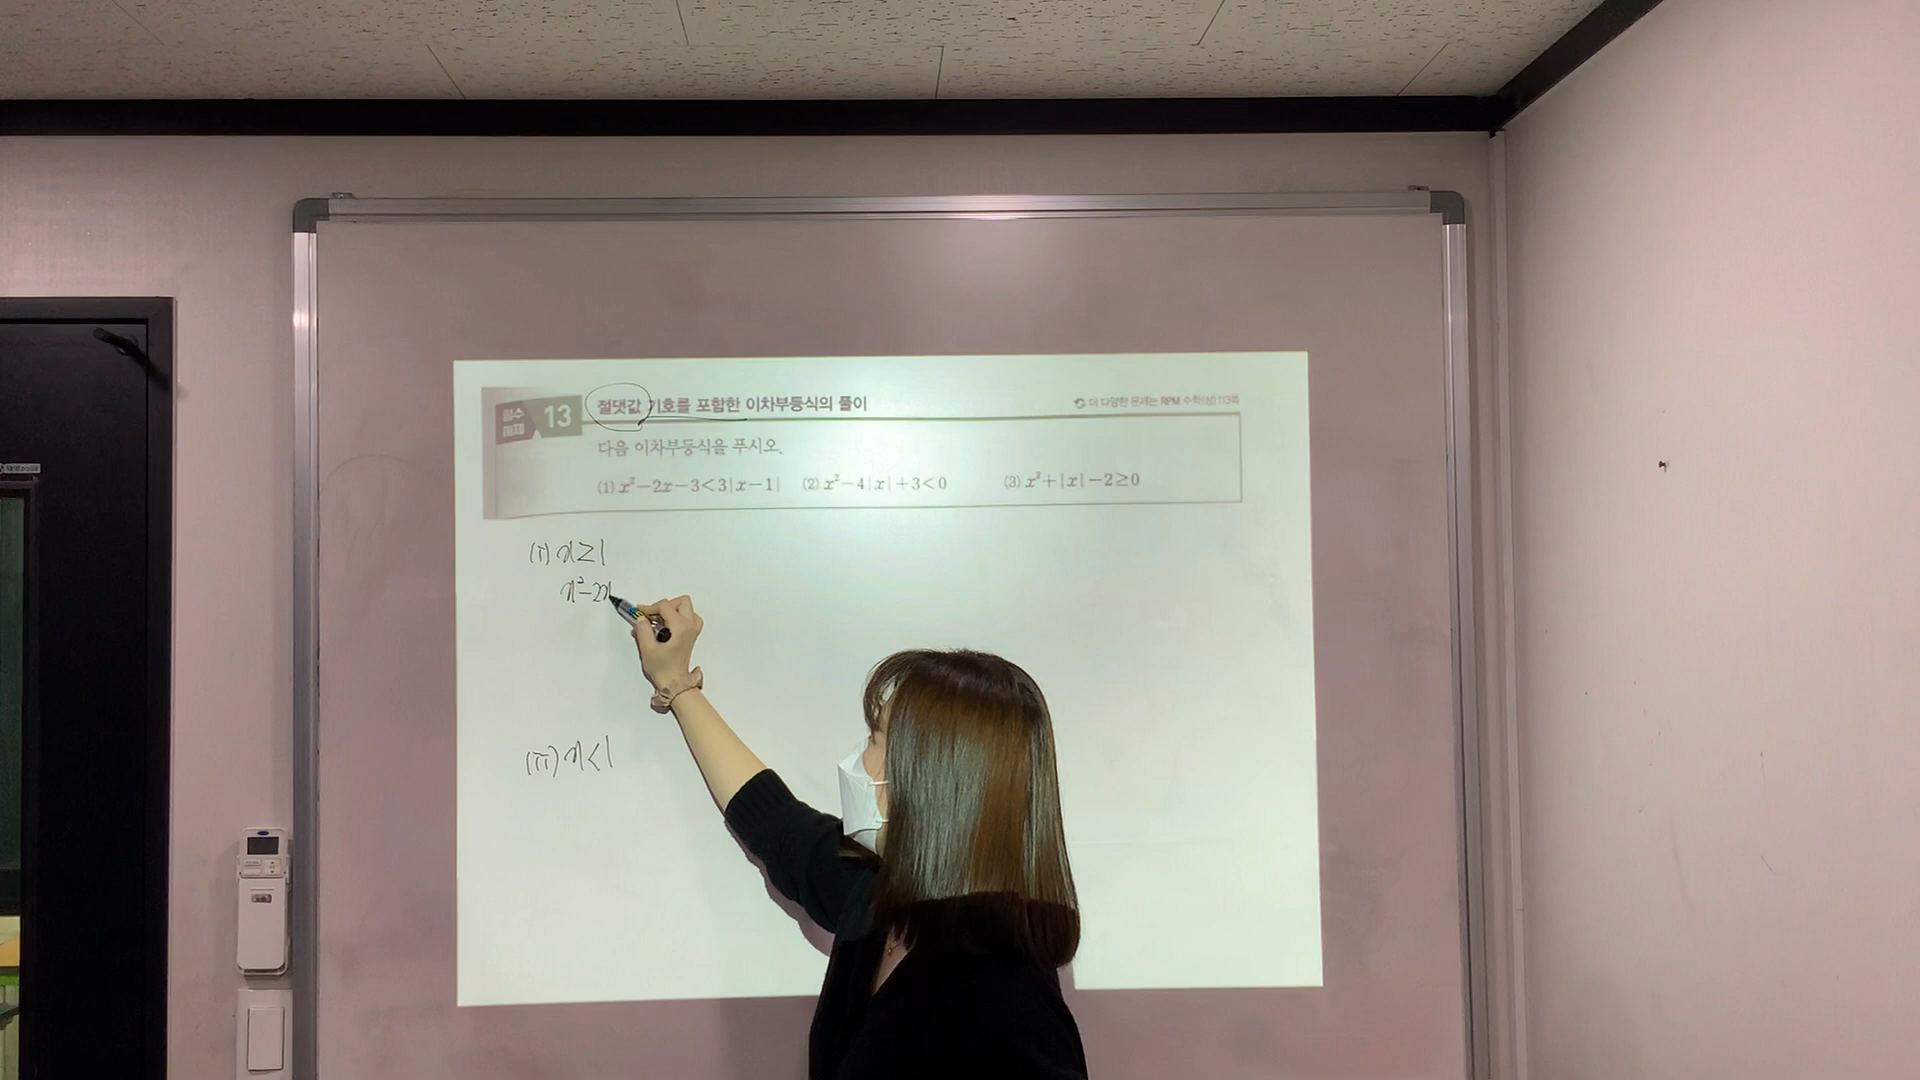 필수
예제 13 절댓값 기호를 포함한 이차부등식의 풀이 더 다양한 문제는 RPM 수학(상) 113쪽
다음 이차부등식을 푸시오.
(1) x²-2x-3<3|x-1| (2) x²-4|x|+3<0 (3) x²+|x|-2≥0
(i) x≥1
x²-2x
(ii) x<1